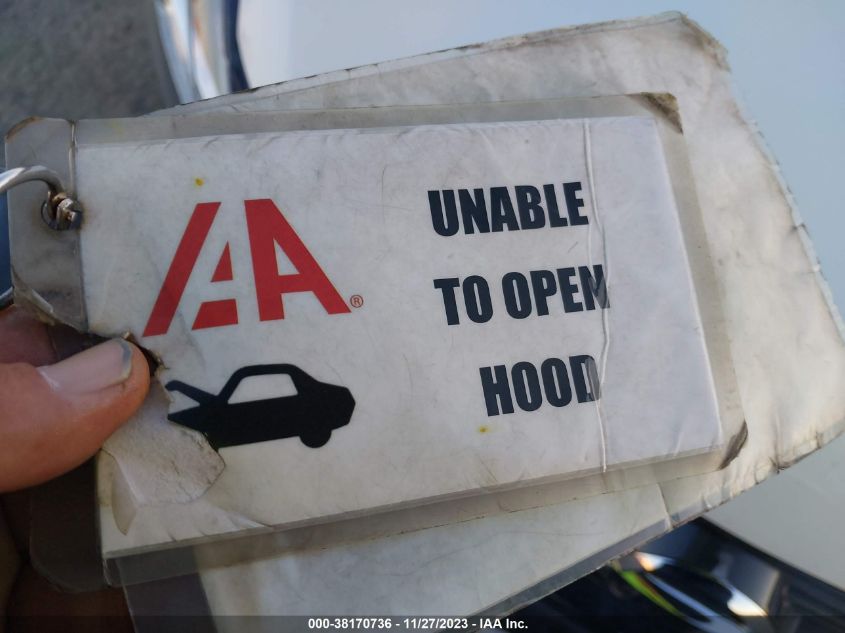 IAA®
UNABLE
TO OPEN
HOOD
000-38170736 - 11/27/2023 - IAA Inc.